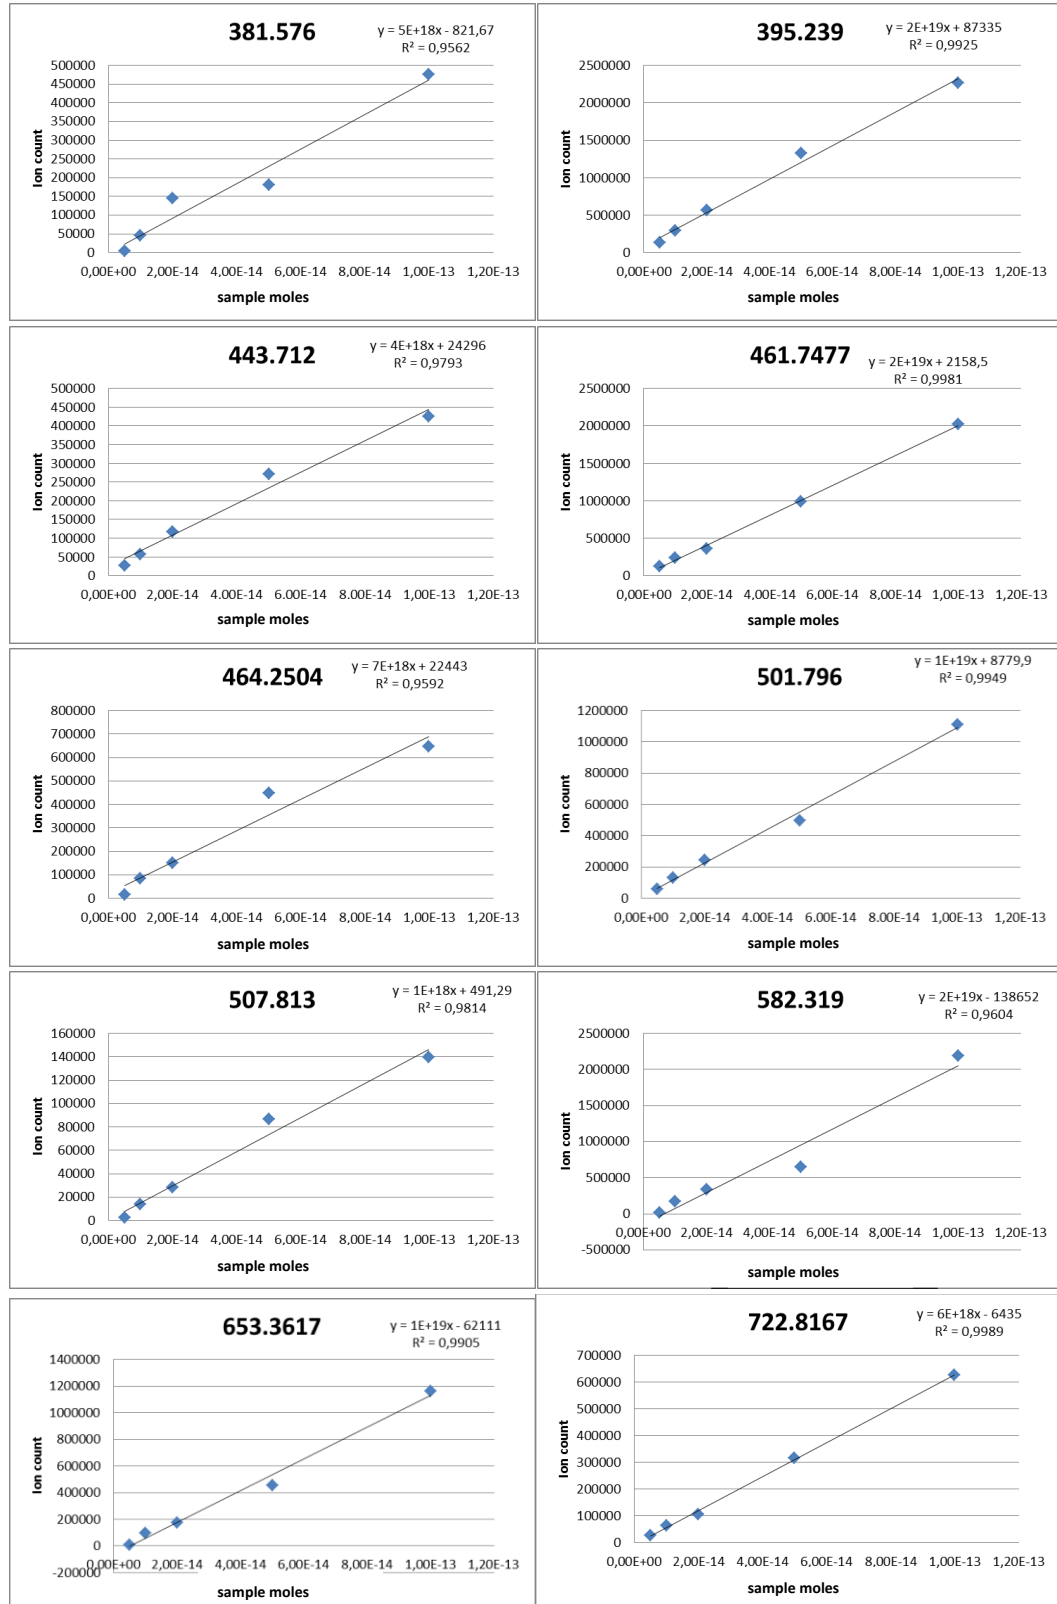 381.576
y = 5E+18x - 821,67
R² = 0,9562
500000
450000
400000
350000
300000
250000
200000
150000
100000
50000
0
Ion count
0,00E+00 2,00E-14 4,00E-14 6,00E-14 8,00E-14 1,00E-13 1,20E-13
sample moles
395.239
y = 2E+19x + 87335
R² = 0,9925
2500000
2000000
1500000
1000000
500000
0
Ion count
0,00E+00 2,00E-14 4,00E-14 6,00E-14 8,00E-14 1,00E-13 1,20E-13
sample moles
443.712
y = 4E+18x + 24296
R² = 0,9793
500000
450000
400000
350000
300000
250000
200000
150000
100000
50000
0
Ion count
0,00E+00 2,00E-14 4,00E-14 6,00E-14 8,00E-14 1,00E-13 1,20E-13
sample moles
461.7477
y = 2E+19x + 2158,5
R² = 0,9981
2500000
2000000
1500000
1000000
500000
0
Ion count
0,00E+00 2,00E-14 4,00E-14 6,00E-14 8,00E-14 1,00E-13 1,20E-13
sample moles
464.2504
y = 7E+18x + 22443
R² = 0,9592
800000
700000
600000
500000
400000
300000
200000
100000
0
Ion count
0,00E+00 2,00E-14 4,00E-14 6,00E-14 8,00E-14 1,00E-13 1,20E-13
sample moles
501.796
y = 1E+19x + 8779,9
R² = 0,9949
1200000
1000000
800000
600000
400000
200000
0
Ion count
0,00E+00 2,00E-14 4,00E-14 6,00E-14 8,00E-14 1,00E-13 1,20E-13
sample moles
507.813
y = 1E+18x + 491,29
R² = 0,9814
160000
140000
120000
100000
80000
60000
40000
20000
0
Ion count
0,00E+00 2,00E-14 4,00E-14 6,00E-14 8,00E-14 1,00E-13 1,20E-13
sample moles
582.319
y = 2E+19x - 138652
R² = 0,9604
2500000
2000000
1500000
1000000
500000
0
-500000
Ion count
0,00E+00 2,00E-14 4,00E-14 6,00E-14 8,00E-14 1,00E-13 1,20E-13
sample moles
653.3617
y = 1E+19x - 62111
R² = 0,9905
1400000
1200000
1000000
800000
600000
400000
200000
0
-200000
Ion count
0,00E+00 2,00E-14 4,00E-14 6,00E-14 8,00E-14 1,00E-13 1,20E-13
sample moles
722.8167
y = 6E+18x - 6435
R² = 0,9989
700000
600000
500000
400000
300000
200000
100000
0
Ion count
0,00E+00 2,00E-14 4,00E-14 6,00E-14 8,00E-14 1,00E-13 1,20E-13
sample moles